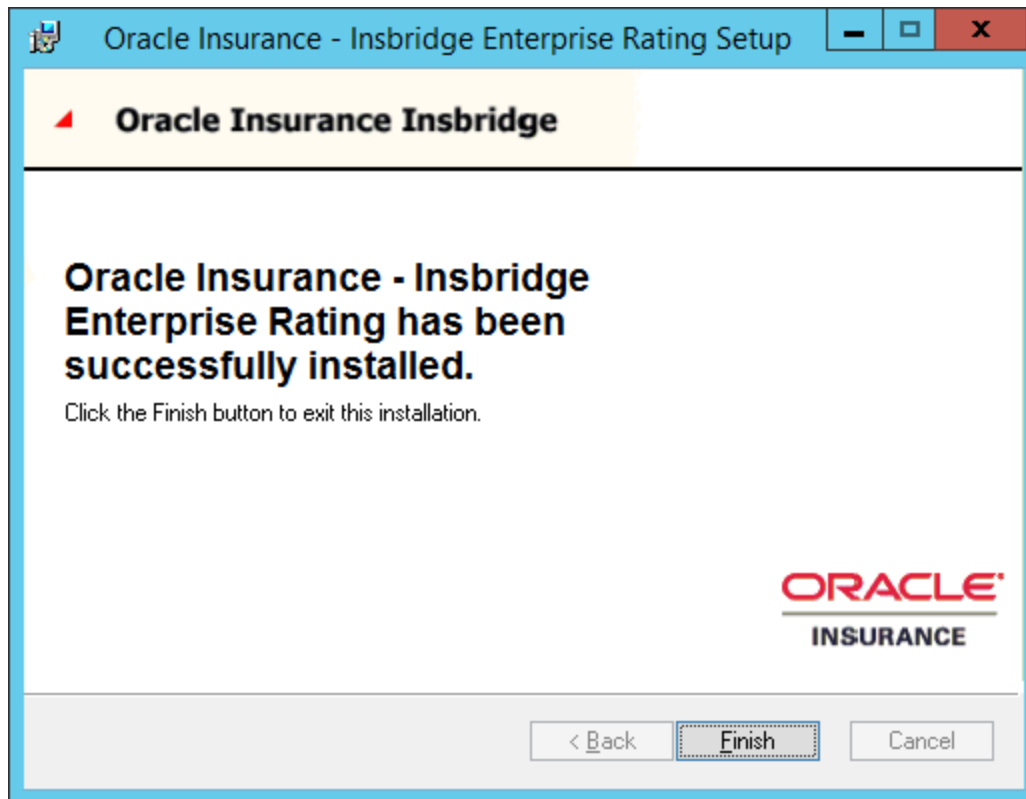 Oracle Insurance - Insbridge Enterprise Rating Setup
Oracle Insurance Insbridge
Oracle Insurance - Insbridge
Enterprise Rating has been
successfully installed.
Click the Finish button to exit this installation.
ORACLE
INSURANCE
< Back Finish Cancel